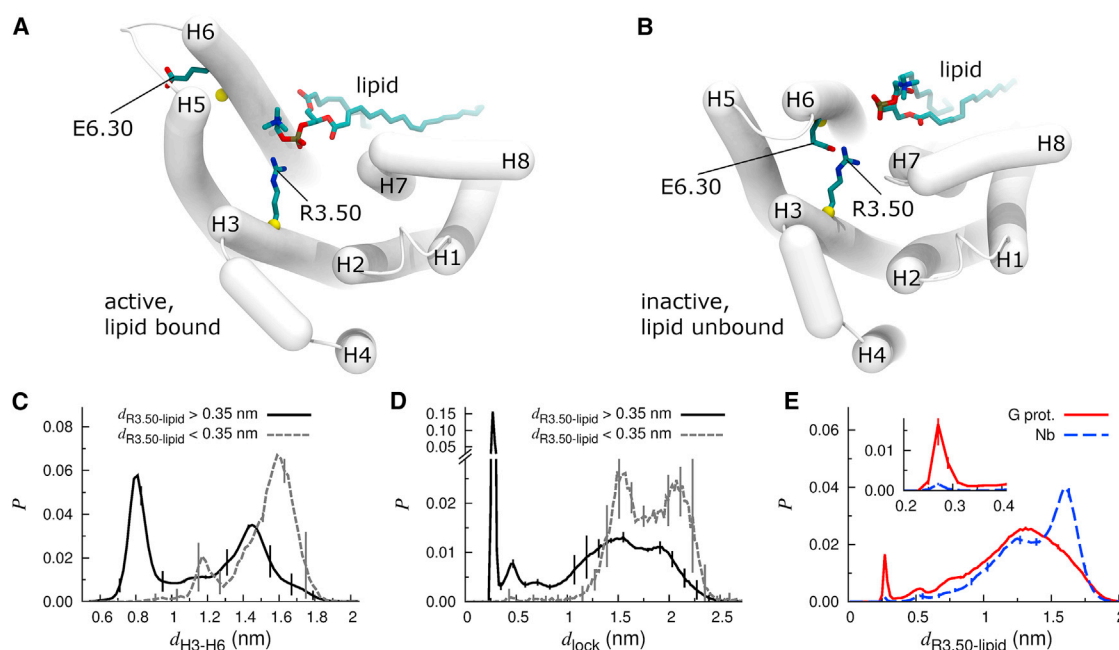 A
H6
lipid
E6.30
H5
H7
H8
R3.50
H3
H2
H1
active,
lipid bound
H4
B
lipid
H5
H6
H8
H7
E6.30
R3.50
H3
H1
H2
inactive,
lipid unbound
H4
C
dR3.50-lipid > 0.35 nm
dR3.50-lipid < 0.35 nm
0.08
0.06
0.04
0.02
0.00
P
0.6 0.8 1 1.2 1.4 1.6 1.8 2
dH3-H6 (nm)
D
dR3.50-lipid > 0.35 nm
dR3.50-lipid < 0.35 nm
0.15
0.10
0.05
0.02
0.01
0.00
P
0 0.5 1.0 1.5 2.0 2.5
dlock (nm)
E
G prot.
Nb
0.06
0.04
0.02
0.00
P
0.01
0.00
0.2 0.3 0.4
0 0.5 1 1.5 2
dR3.50-lipid (nm)